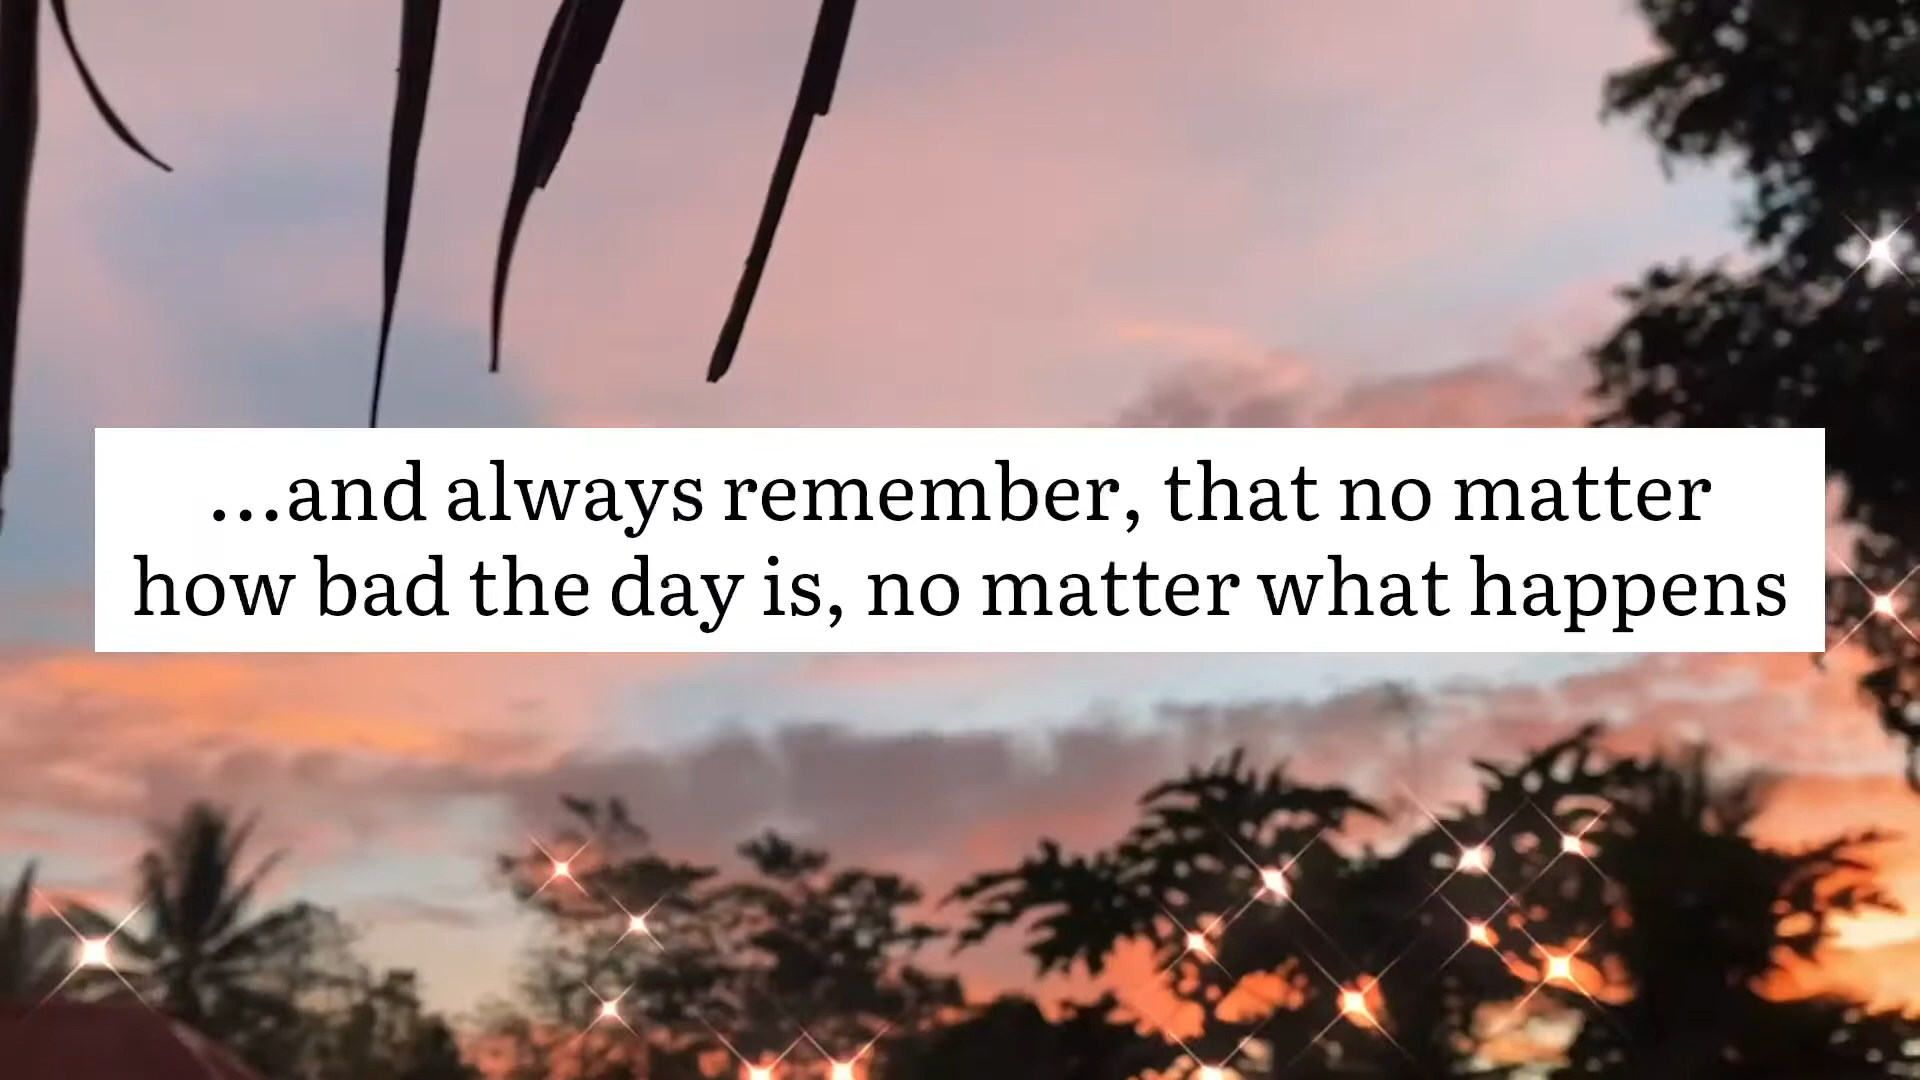 ...and always remember, that no matter
how bad the day is, no matter what happens